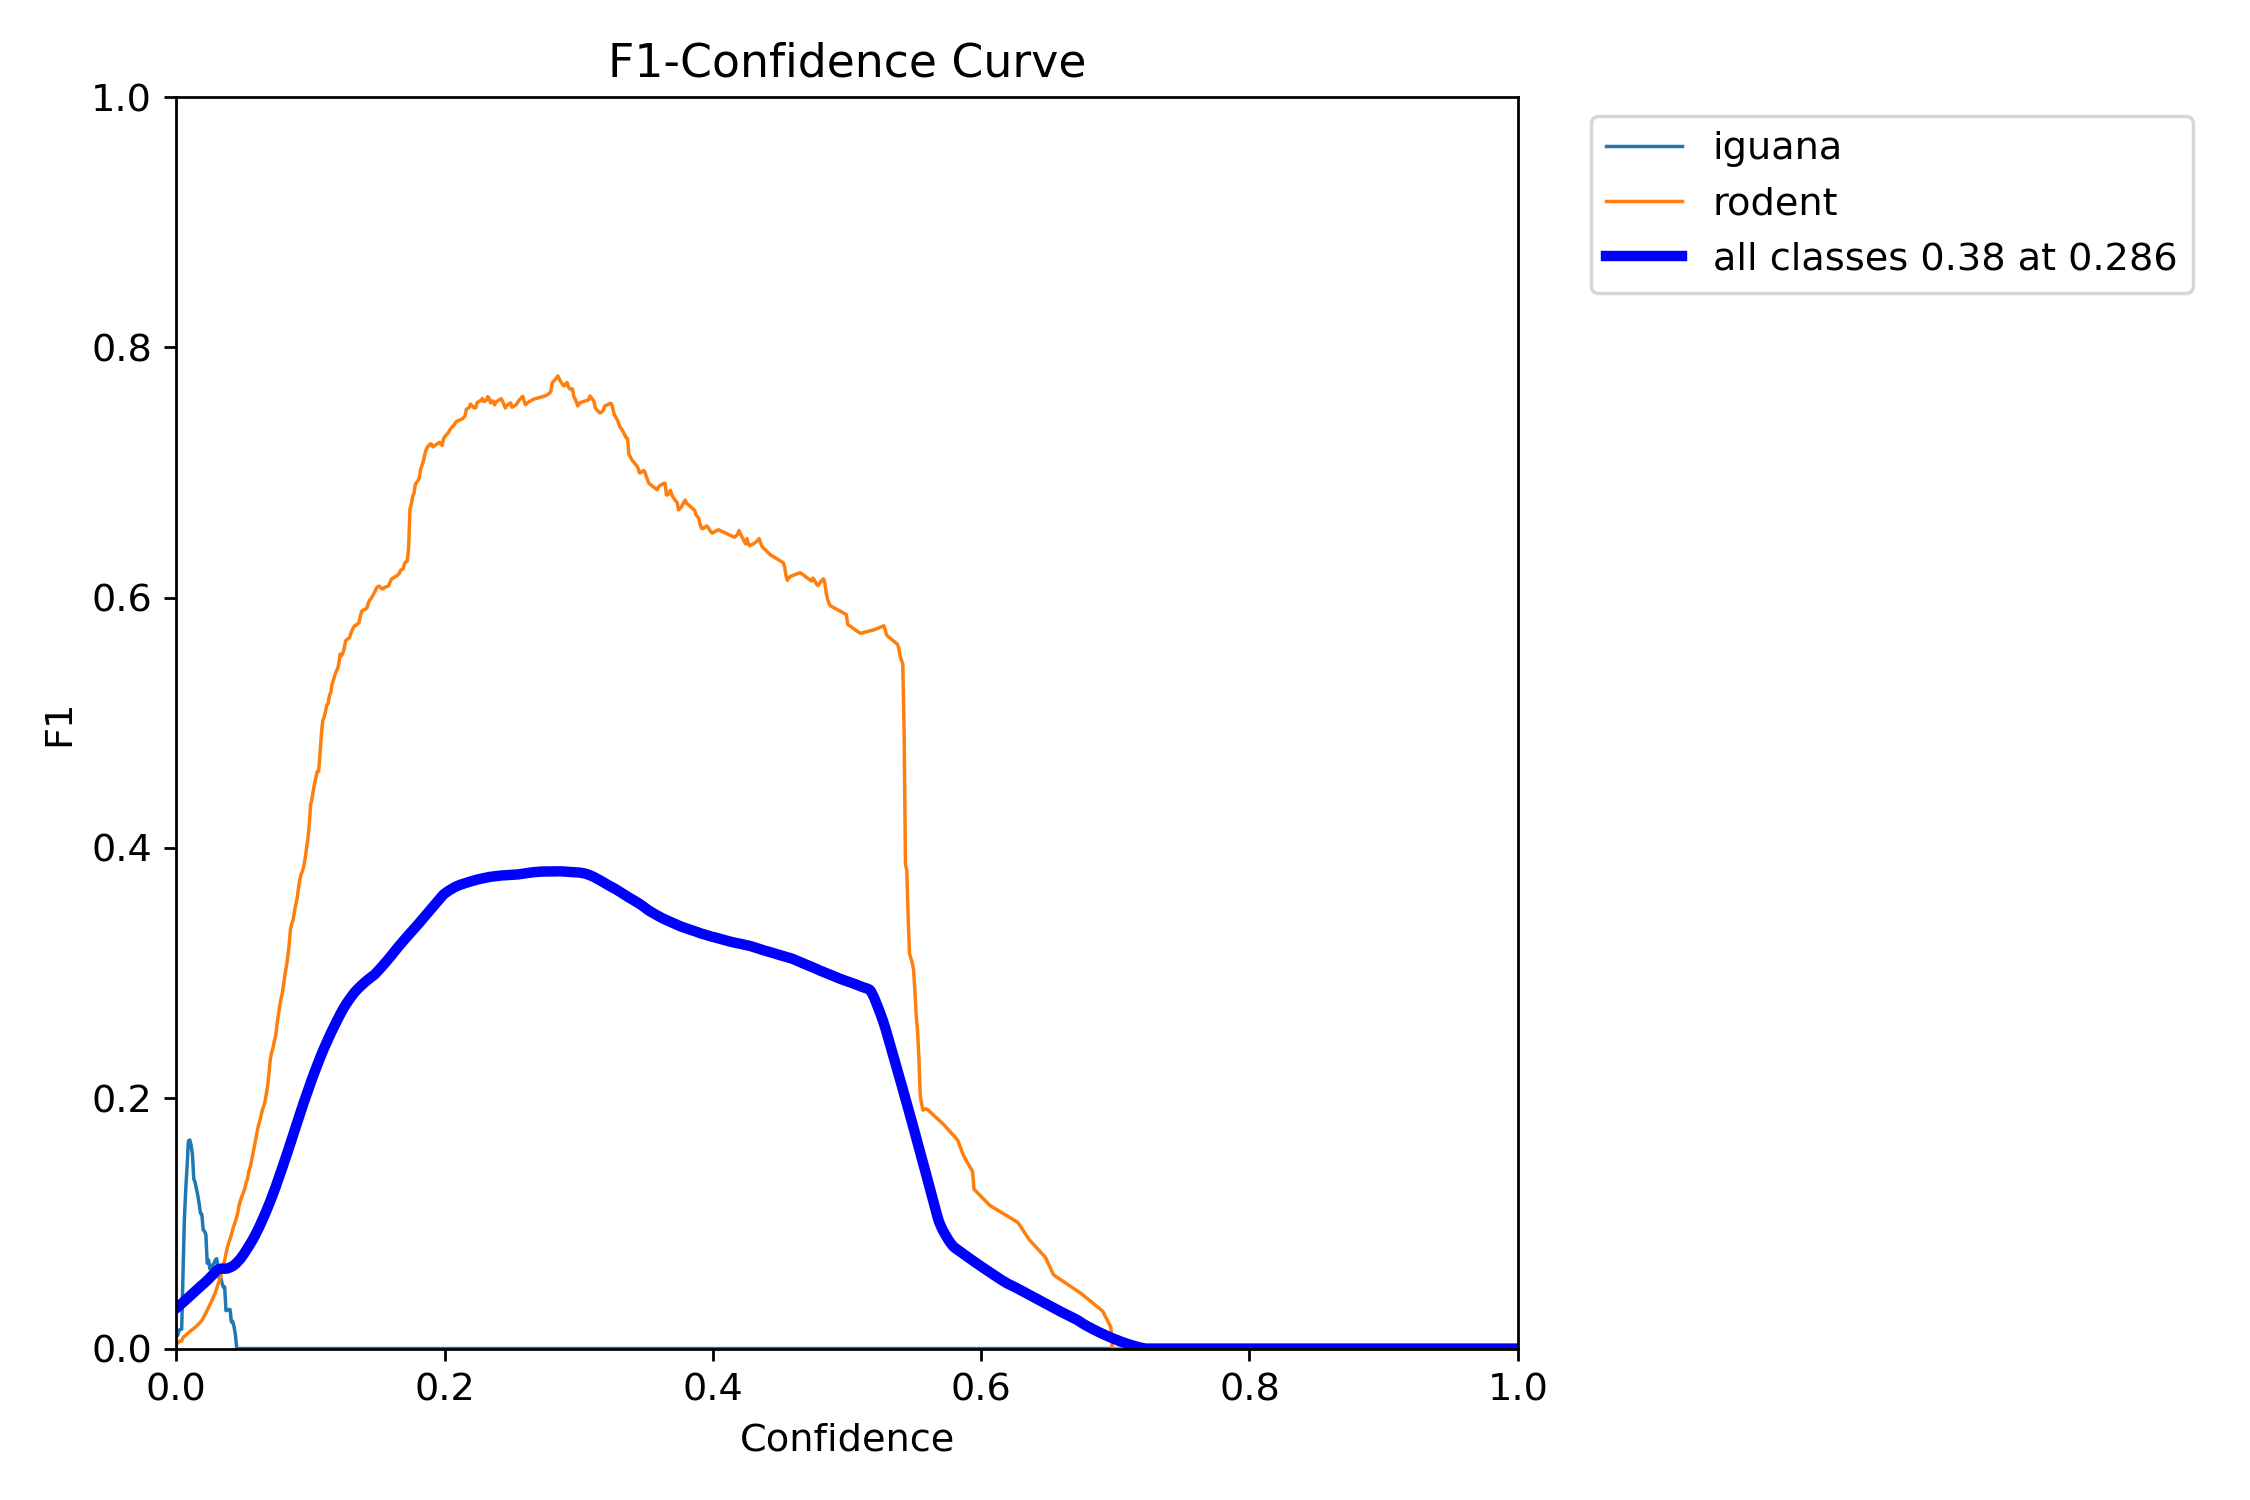 F1-Confidence Curve
1.0
0.8
0.6
0.4
0.2
0.0
F1
0.0 0.2 0.4 0.6 0.8 1.0
Confidence
iguana
rodent
all classes 0.38 at 0.286